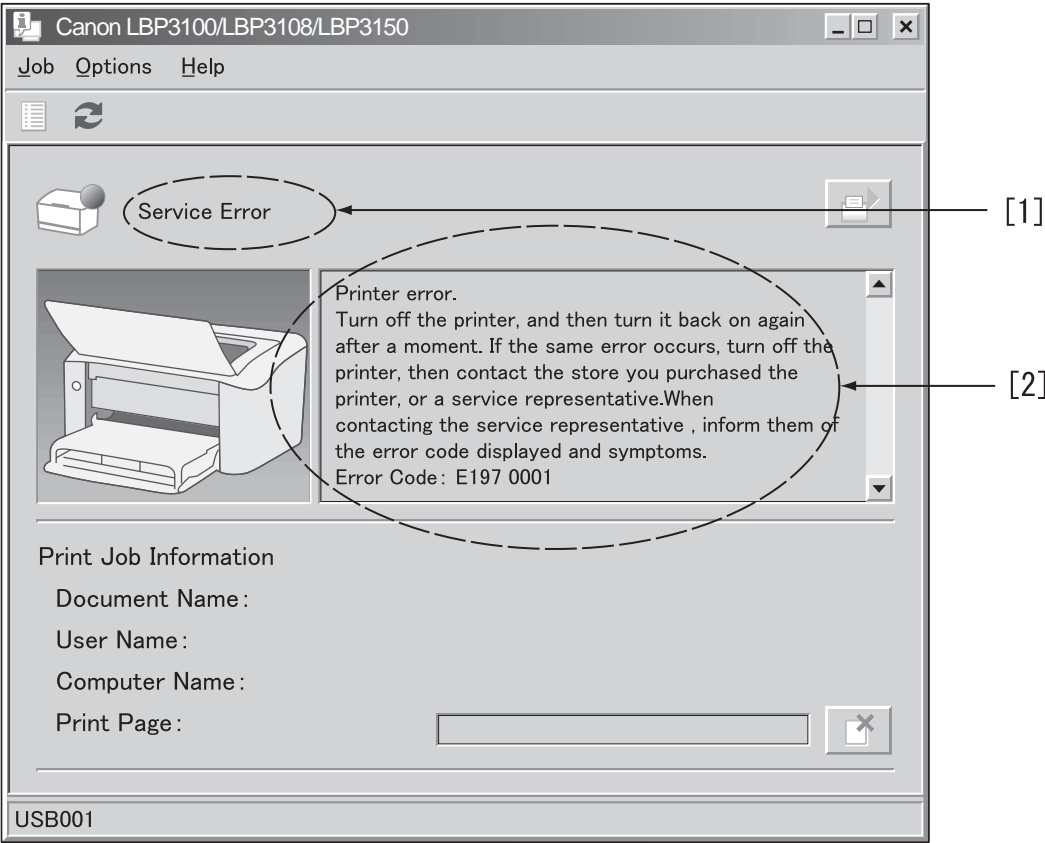 Canon LBP3100/LBP3108/LBP3150
Job Options Help
Service Error
[1]
Printer error.
Turn off the printer, and then turn it back on again
after a moment. If the same error occurs, turn off the
printer, then contact the store you purchased the
printer, or a service representative.When
contacting the service representative , inform them of
the error code displayed and symptoms.
Error Code: E197 0001
[2]
Print Job Information
Document Name:
User Name:
Computer Name:
Print Page:
USB001